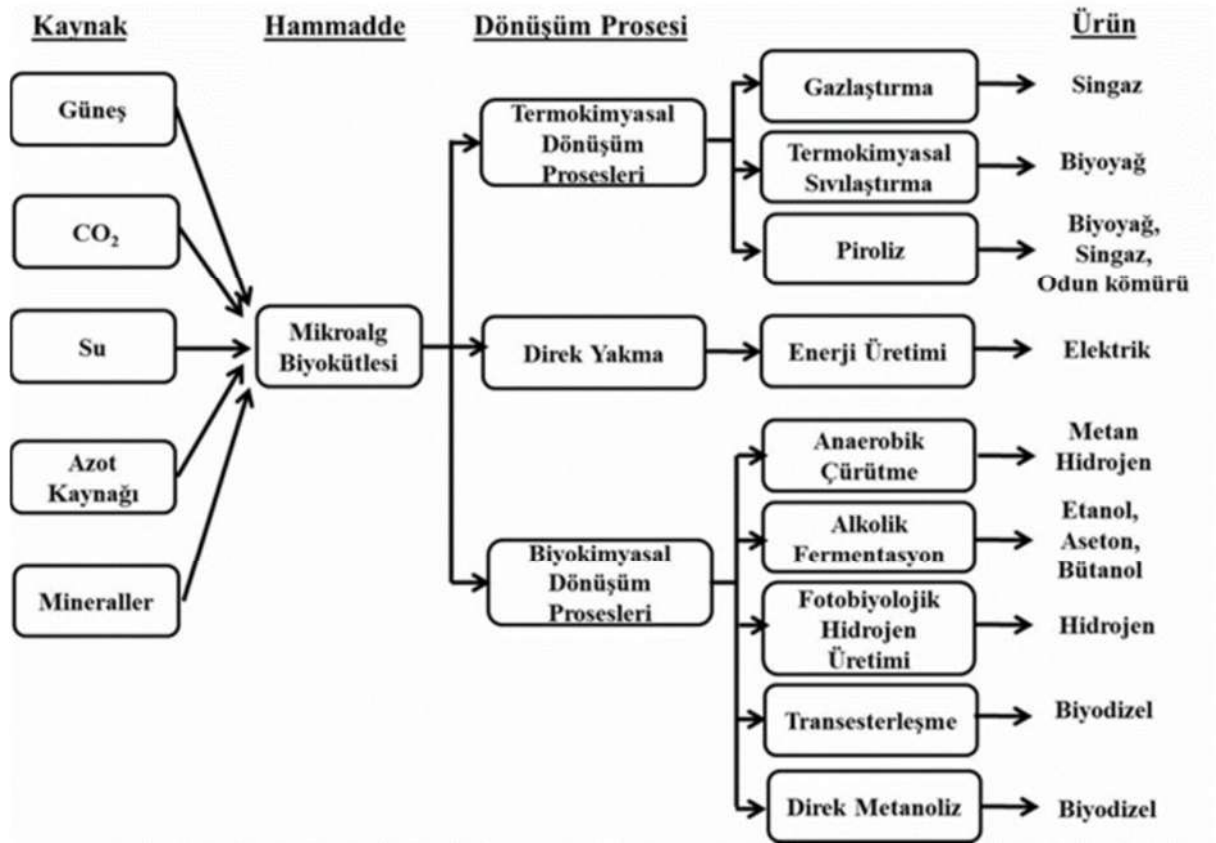 Kaynak
Hammadde
Dönüşüm Prosesi
Ürün
Güneş
CO₂
Su
Azot
Kaynağı
Mineraller
Mikroalg
Biyokütlesi
Termokimyasal
Dönüşüm
Prosesleri
Gazlaştırma
Singaz
Termokimyasal
Sıvılaştırma
Biyoyağ
Piroliz
Biyoyağ,
Singaz,
Odun kömürü
Direk Yakma
Enerji Üretimi
Elektrik
Biyokimyasal
Dönüşüm
Prosesleri
Anaerobik
Çürütme
Metan
Hidrojen
Alkolik
Fermentasyon
Etanol,
Aseton,
Bütanol
Fotobiyolojik
Hidrojen
Üretimi
Hidrojen
Transesterleşme
Biyodizel
Direk Metanoliz
Biyodizel